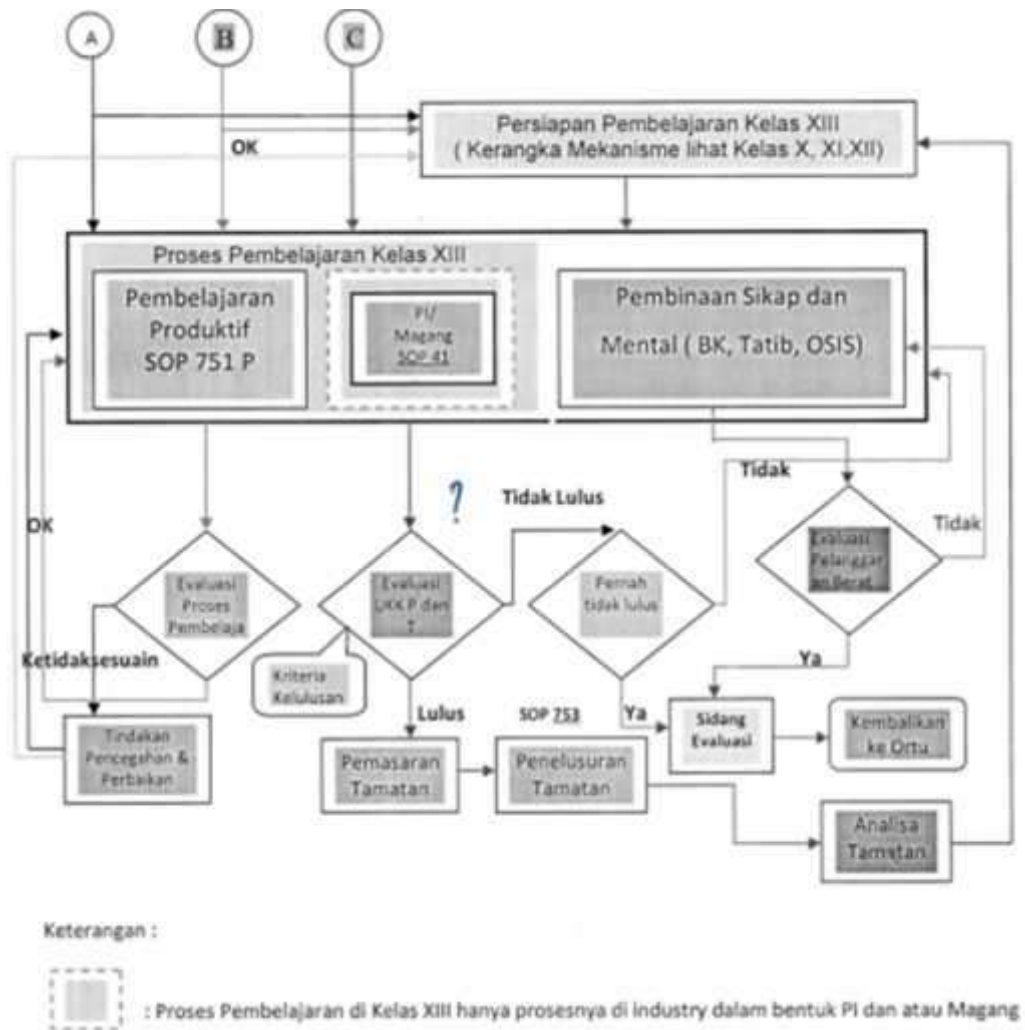 A
B
C
Persiapan Pembelajaran Kelas XIII
( Kerangka Mekanisme lihat Kelas X, XI,XII)
OK
Proses Pembelajaran Kelas XIII
Pembelajaran
Produktif
SOP 751 P
PI/
Magang
SOP 41
Pembinaan Sikap dan
Mental ( BK, Tatib, OSIS)
?
Tidak Lulus
Tidak
Tidak
OK
Evaluasi
Proses
Pembelaja
Evaluasi
UKK P dan
T
Pernah
tidak lulus
Evaluasi
Pelanggar
an Berat
Ketidaksesuain
Kriteria
Kelulusan
Lulus
SOP 753
Ya
Ya
Tindakan
Pencegahan &
Perbaikan
Pemasaran
Tamatan
Penelusuran
Tamatan
Sidang
Evaluasi
Kembalikan
ke Ortu
Analisa
Tamatan
Keterangan :
: Proses Pembelajaran di Kelas XIII hanya prosesnya di industry dalam bentuk PI dan atau Magang